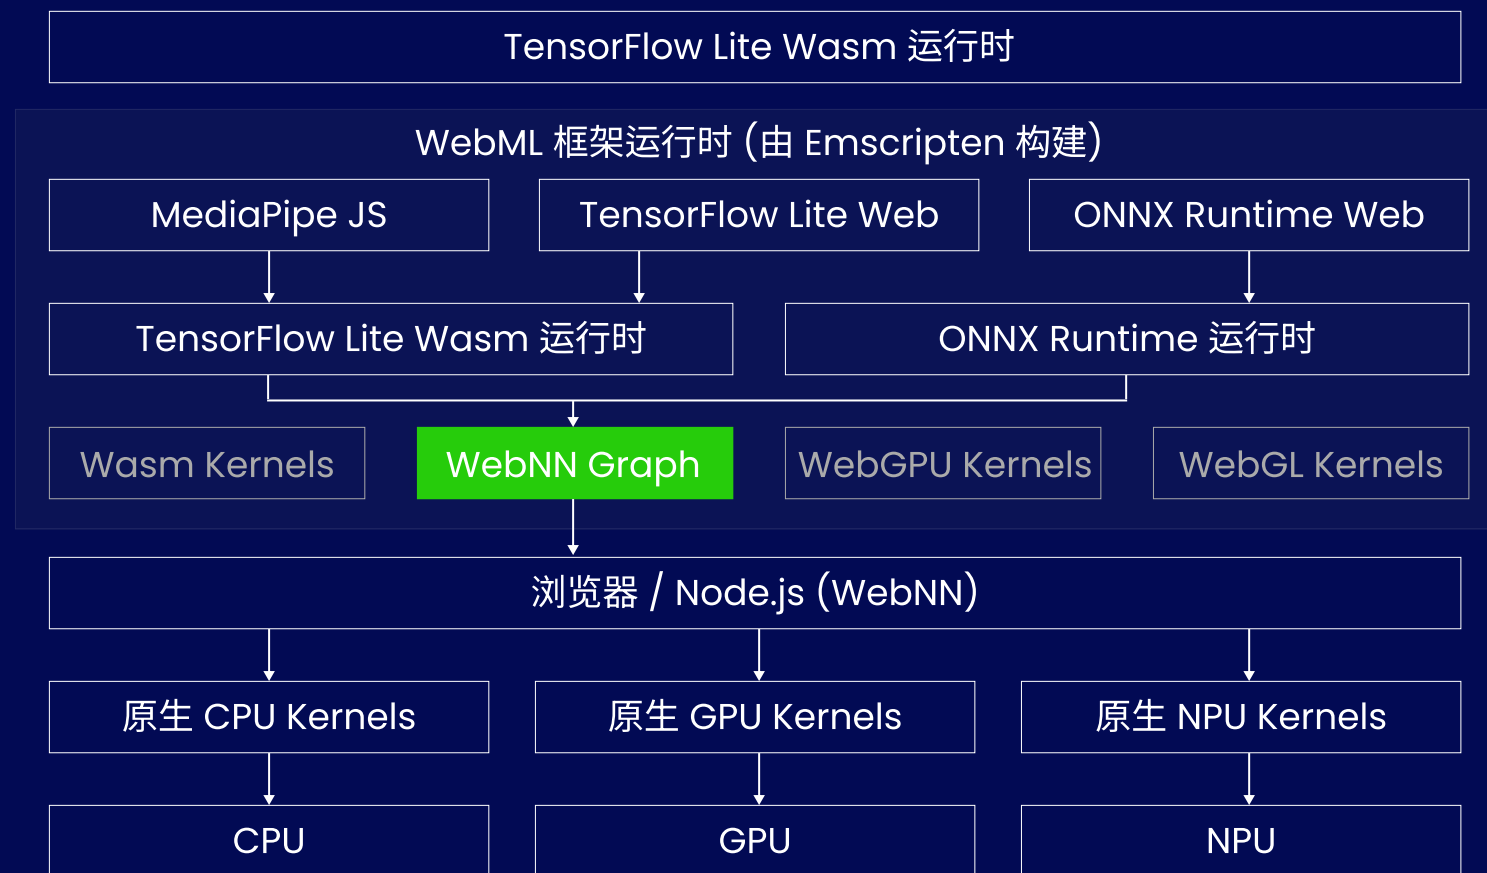 TensorFlow Lite Wasm 运行时
WebML 框架运行时 (由 Emscripten 构建)
MediaPipe JS
TensorFlow Lite Web
ONNX Runtime Web
TensorFlow Lite Wasm 运行时
ONNX Runtime 运行时
Wasm Kernels
WebNN Graph
WebGPU Kernels
WebGL Kernels
浏览器 / Node.js (WebNN)
原生 CPU Kernels
原生 GPU Kernels
原生 NPU Kernels
CPU
GPU
NPU